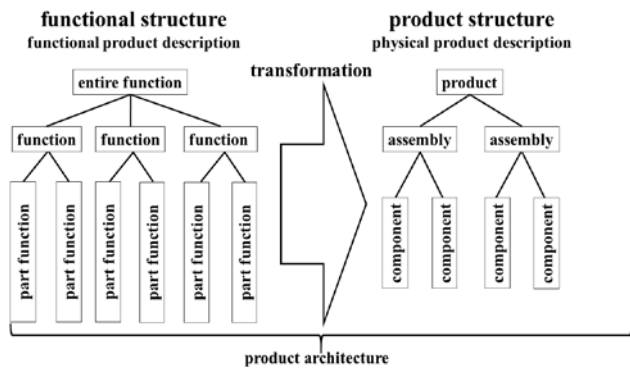 functional structure
functional product description
product structure
physical product description
transformation
entire function
function
function
function
part function
part function
part function
part function
part function
part function
product
assembly
assembly
component
component
component
component
product architecture